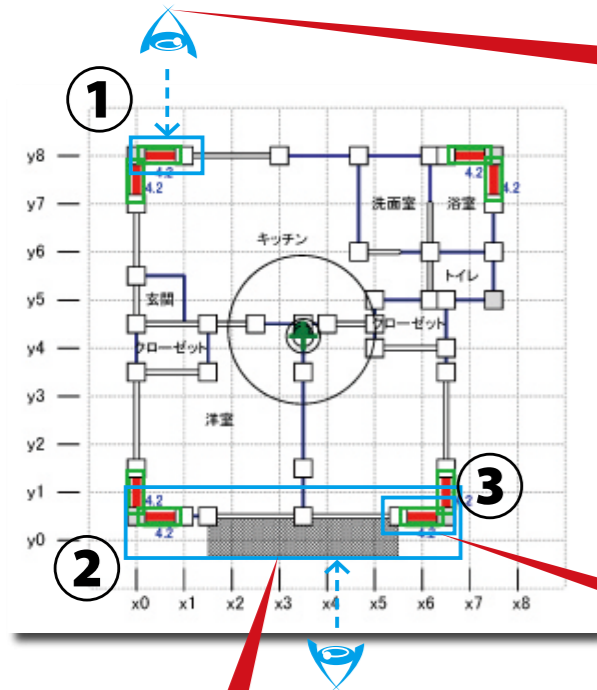 ①
y8
4.2
4.2
4.2
4.2
洗面室
浴室
y7
キッチン
y6
トイレ
y5
玄関
クローゼット
クローゼット
y4
y3
洋室
y2
③
y1
4.2
4.2
4.2
y0
②
x0 x1 x2 x3 x4 x5 x6 x7 x8